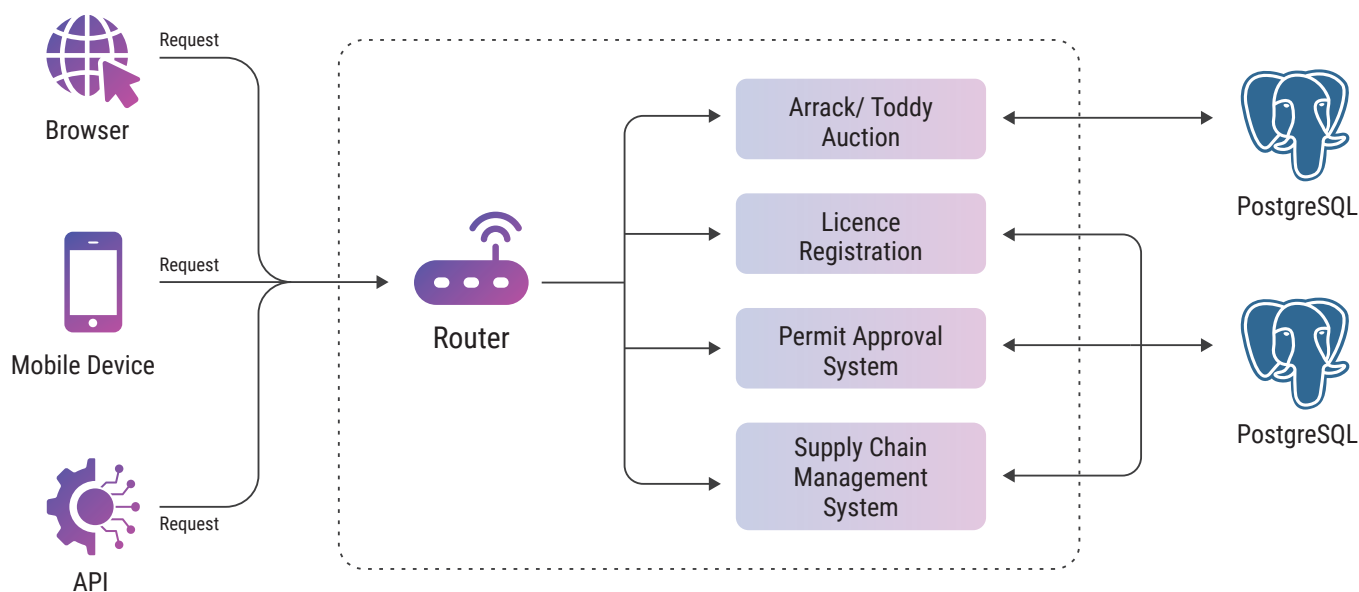 Request
Browser
Request
Mobile Device
Request
API
Router
Arrack/ Toddy
Auction
Licence
Registration
Permit Approval
System
Supply Chain
Management
System
PostgreSQL
PostgreSQL